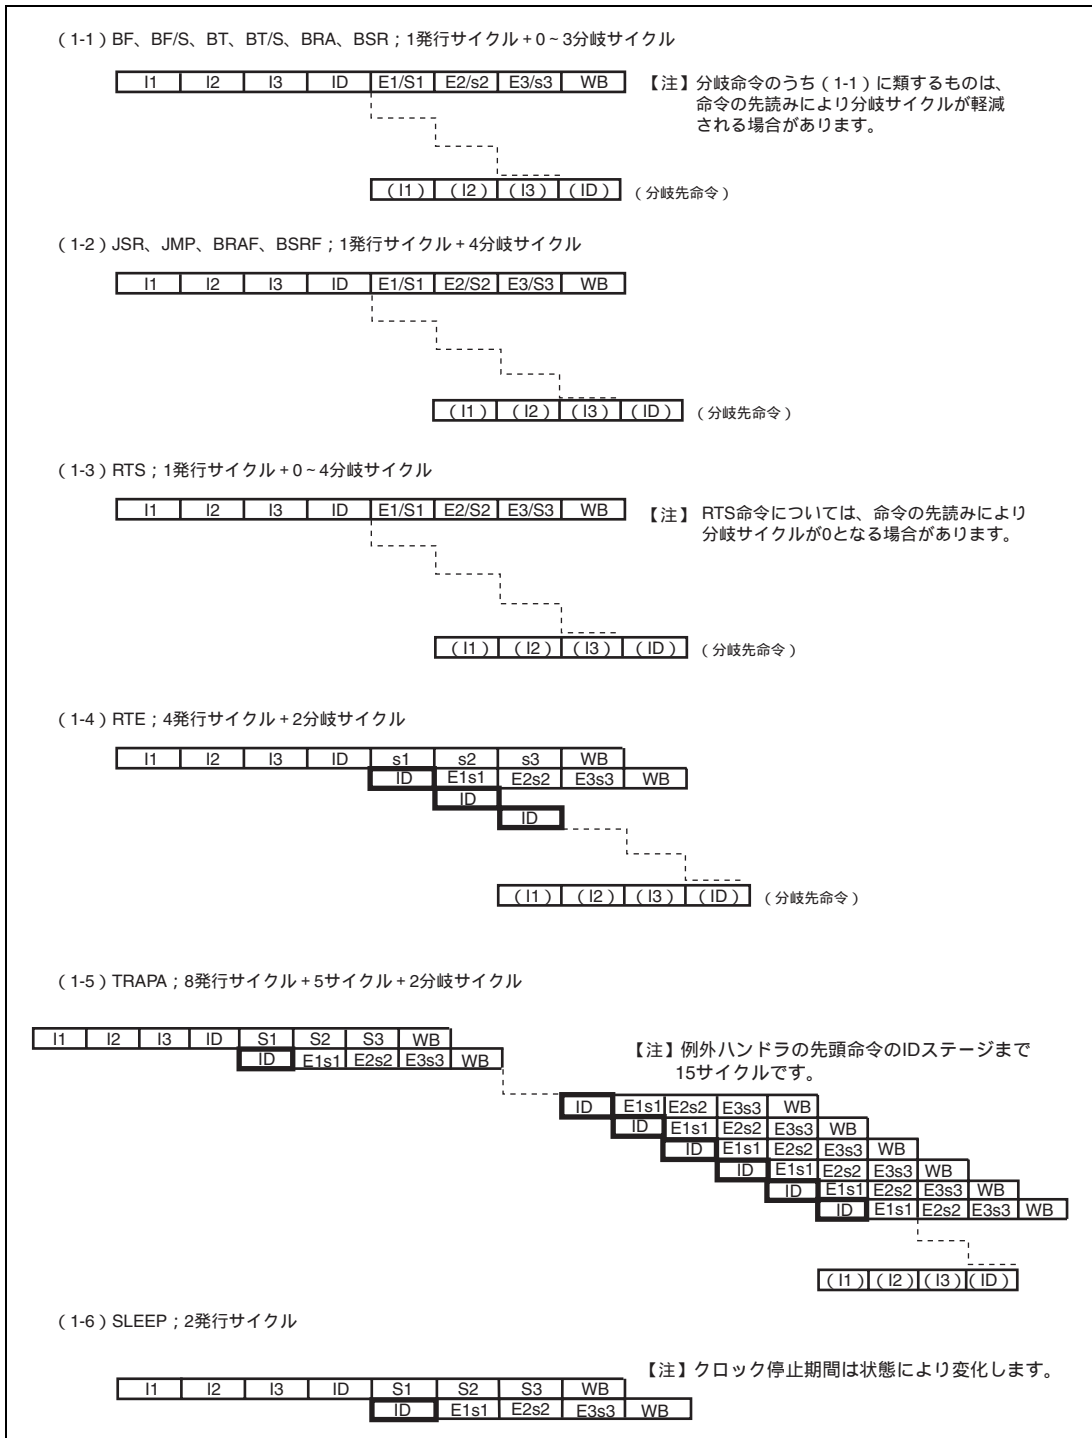 （1-1）BF、BF/S、BT、BT/S、BRA、BSR；1発行サイクル+0~3分岐サイクル
I1 I2 I3 ID E1/S1 E2/s2 E3/s3 WB
【注】分岐命令のうち（1-1）に類するものは、
命令の先読みにより分岐サイクルが軽減
される場合があります。
（I1） （I2） （I3） （ID） （分岐先命令）
（1-2）JSR、JMP、BRAF、BSRF；1発行サイクル+4分岐サイクル
I1 I2 I3 ID E1/S1 E2/S2 E3/S3 WB
（I1） （I2） （I3） （ID） （分岐先命令）
（1-3）RTS；1発行サイクル+0~4分岐サイクル
I1 I2 I3 ID E1/S1 E2/S2 E3/S3 WB
【注】RTS命令については、命令の先読みにより
分岐サイクルが0となる場合があります。
（I1） （I2） （I3） （ID） （分岐先命令）
（1-4）RTE；4発行サイクル+2分岐サイクル
I1 I2 I3 ID s1 s2 s3 WB
ID E1s1 E2s2 E3s3 WB
ID
ID
（I1） （I2） （I3） （ID） （分岐先命令）
（1-5）TRAPA；8発行サイクル+5サイクル+2分岐サイクル
I1 I2 I3 ID S1 S2 S3 WB
ID E1s1 E2s2 E3s3 WB
【注】例外ハンドラの先頭命令のIDステージまで
15サイクルです。
ID E1s1 E2s2 E3s3 WB
ID E1s1 E2s2 E3s3 WB
ID E1s1 E2s2 E3s3 WB
ID E1s1 E2s2 E3s3 WB
ID E1s1 E2s2 E3s3 WB
ID E1s1 E2s2 E3s3 WB
（I1） （I2） （I3） （ID）
（1-6）SLEEP；2発行サイクル
【注】クロック停止期間は状態により変化します。
I1 I2 I3 ID S1 S2 S3 WB
ID E1s1 E2s2 E3s3 WB